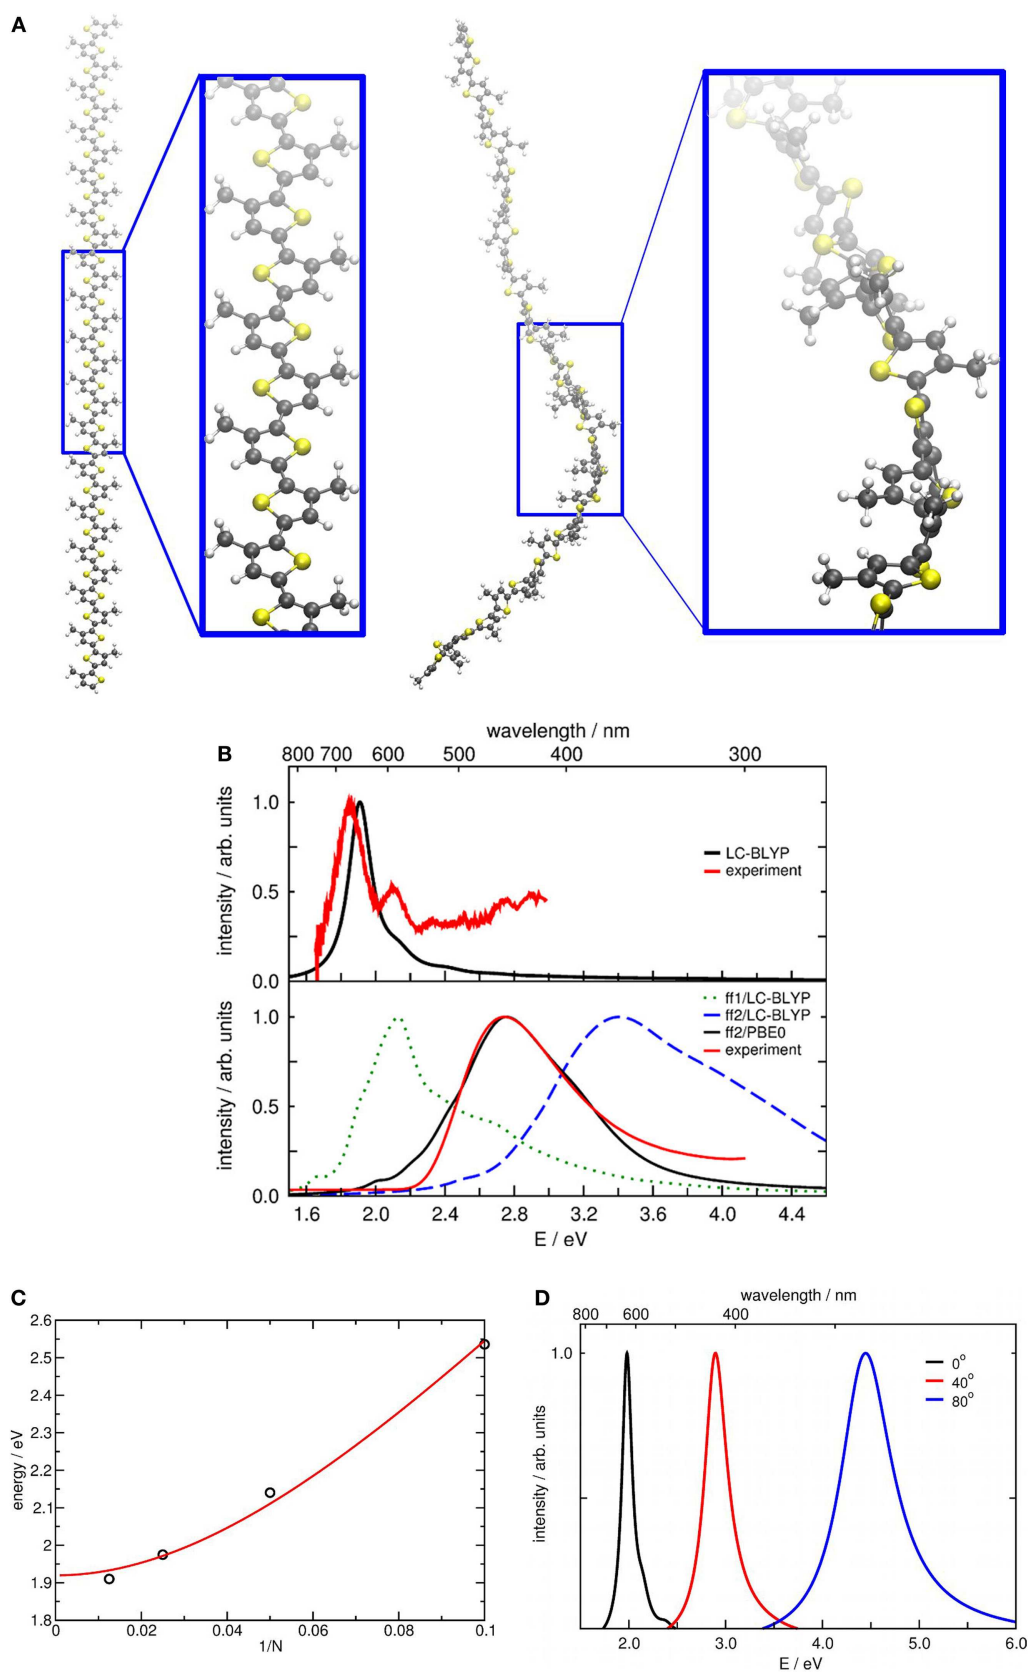 A
B
wavelength / nm
800 700 600 500 400 300
intensity / arb. units
1.0
0.5
0.0
LC-BLYP
experiment
intensity / arb. units
1.0
0.5
0.0
ff1/LC-BLYP
ff2/LC-BLYP
ff2/PBE0
experiment
1.6 2.0 2.4 2.8 3.2 3.6 4.0 4.4
E / eV
C
energy / eV
2.6
2.5
2.4
2.3
2.2
2.1
2
1.9
1.8
0 0.02 0.04 0.06 0.08 0.1
1/N
D
wavelength / nm
800 600 400
intensity / arb. units
1.0
0°
40°
80°
2.0 3.0 4.0 5.0 6.0
E / eV